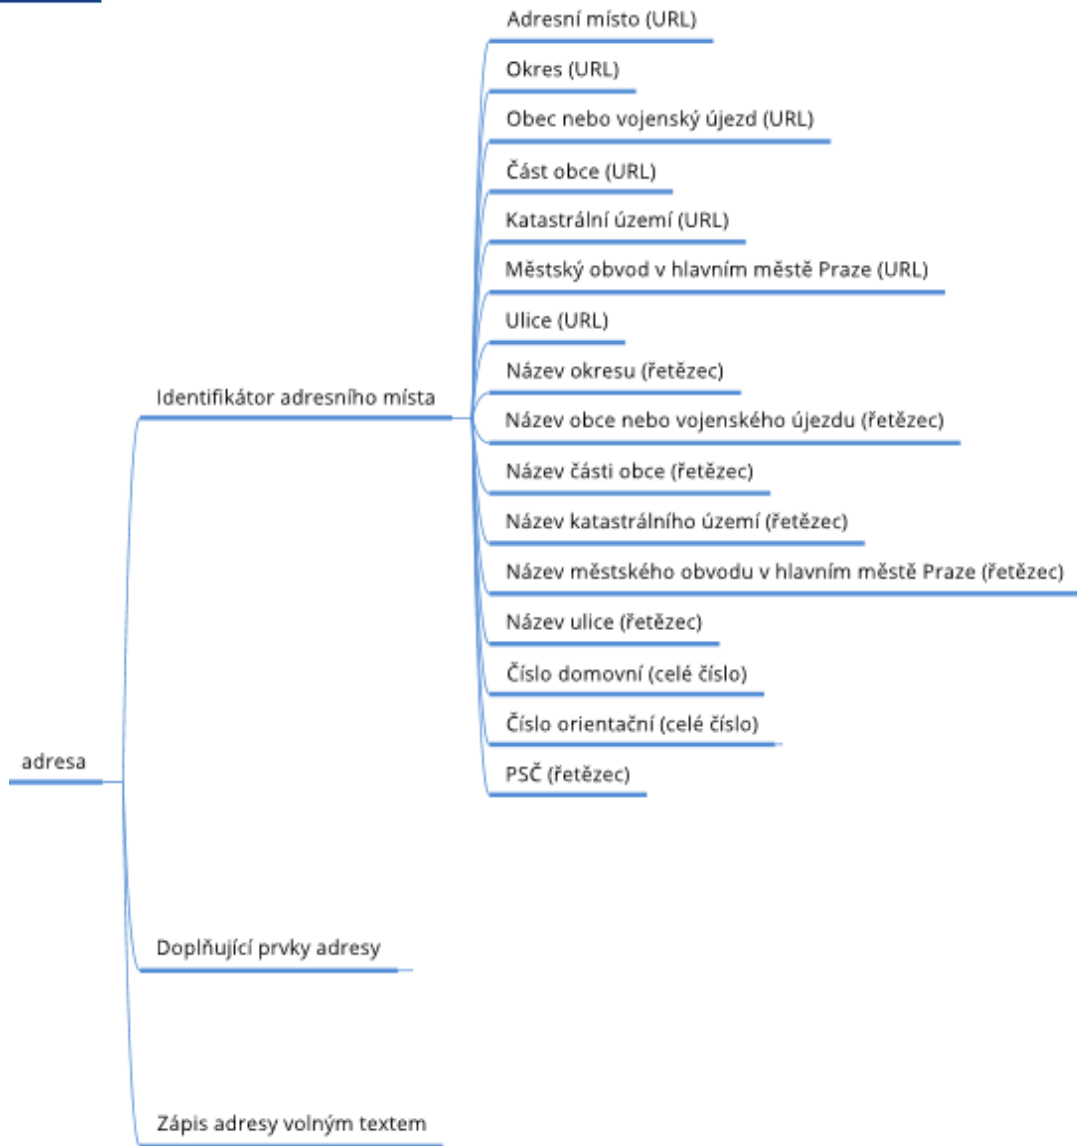 adresa
Identifikátor adresního místa
Adresní místo (URL)
Okres (URL)
Obec nebo vojenský újezd (URL)
Část obce (URL)
Katastrální území (URL)
Městský obvod v hlavním městě Praze (URL)
Ulice (URL)
Název okresu (řetězec)
Název obce nebo vojenského újezdu (řetězec)
Název části obce (řetězec)
Název katastrálního území (řetězec)
Název městského obvodu v hlavním městě Praze (řetězec)
Název ulice (řetězec)
Číslo domovní (celé číslo)
Číslo orientační (celé číslo)
PSČ (řetězec)
Doplňující prvky adresy
Zápis adresy volným textem